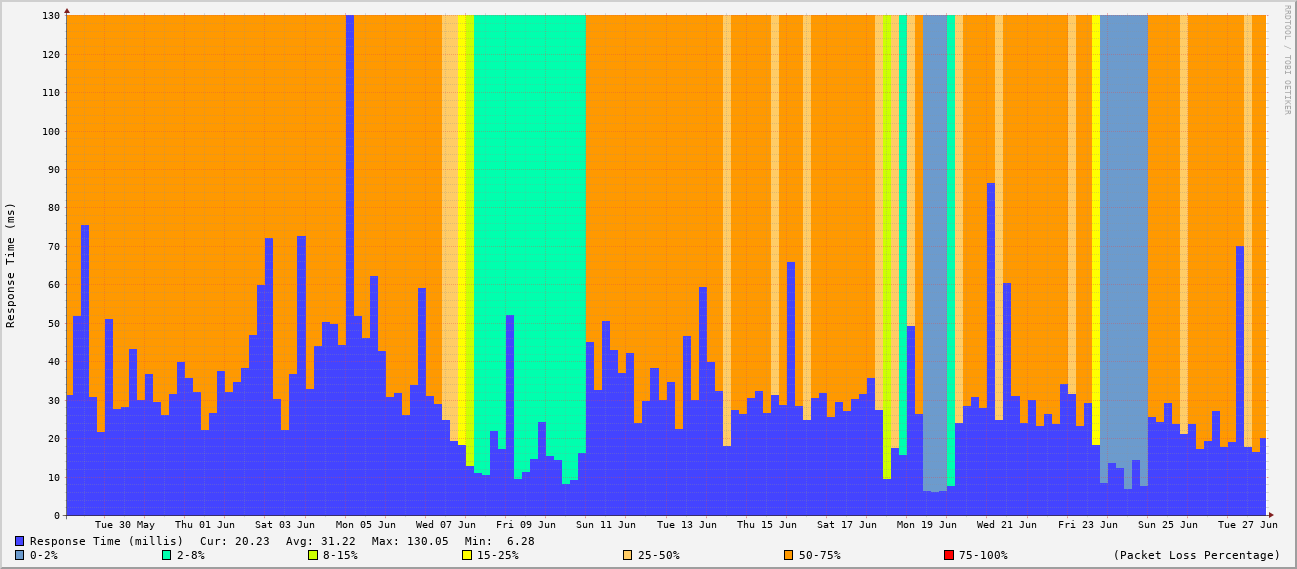 RRDTOOL / TOBI OETIKER
Response Time (ms)
130
120
110
100
90
80
70
60
50
40
30
20
10
0
Tue 30 May Thu 01 Jun Sat 03 Jun Mon 05 Jun Wed 07 Jun Fri 09 Jun Sun 11 Jun Tue 13 Jun Thu 15 Jun Sat 17 Jun Mon 19 Jun Wed 21 Jun Fri 23 Jun Sun 25 Jun Tue 27 Jun
Response Time (millis) Cur: 20.23 Avg: 31.22 Max: 130.05 Min: 6.28
0-2% 2-8% 8-15% 15-25% 25-50% 50-75% 75-100% (Packet Loss Percentage)